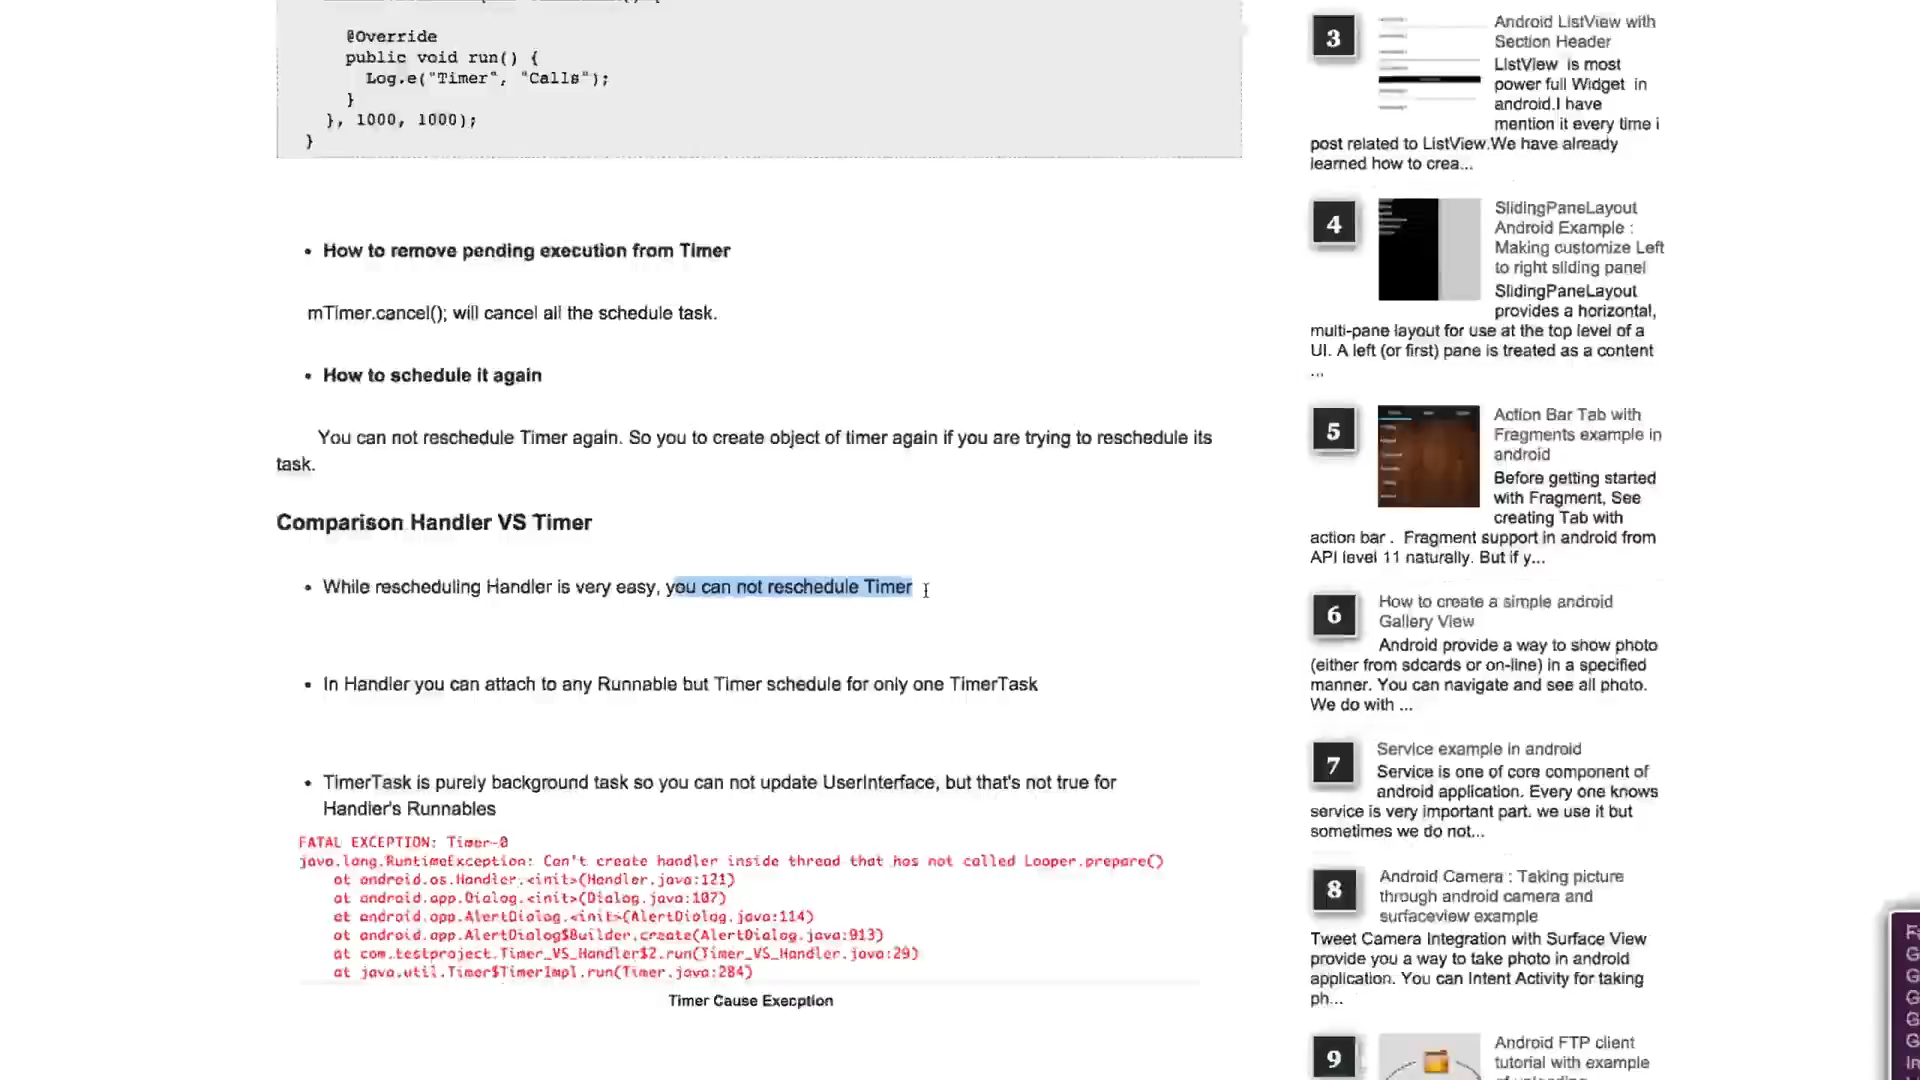 @Override
public void run() {
Log.e("Timer", "Calls");
}
}, 1000, 1000);
}
• How to remove pending execution from Timer
mTimer.cancel(); will cancel all the schedule task.
• How to schedule it again
You can not reschedule Timer again. So you to create object of timer again if you are trying to reschedule its
task.
Comparison Handler VS Timer
• While rescheduling Handler is very easy, you can not reschedule Timer
• In Handler you can attach to any Runnable but Timer schedule for only one TimerTask
• TimerTask is purely background task so you can not update UserInterface, but that's not true for
Handler's Runnables
FATAL EXCEPTION: Timer-0
java.lang.RuntimeException: Can't create handler inside thread that has not called Looper.prepare()
at android.os.Handler.<init>(Handler.java:121)
at android.app.Dialog.<init>(Dialog.java:107)
at android.app.AlertDialog.<init>(AlertDialog.java:114)
at android.app.AlertDialog$Builder.create(AlertDialog.java:913)
at com.testproject.Timer_VS_Handler$2.run(Timer_VS_Handler.java:29)
at java.util.Timer$TimerImpl.run(Timer.java:284)
Timer Cause Execption
3
Android ListView with
Section Header
ListView is most
power full Widget in
android.I have
mention it every time i
post related to ListView.We have already
learned how to crea...
4
SlidingPaneLayout
Android Example :
Making customize Left
to right sliding panel
SlidingPaneLayout
provides a horizontal,
multi-pane layout for use at the top level of a
UI. A left (or first) pane is treated as a content
...
5
Action Bar Tab with
Fragments example in
android
Before getting started
with Fragment, See
creating Tab with
action bar . Fragment support in android from
API level 11 naturally. But if y...
6
How to create a simple android
Gallery View
Android provide a way to show photo
(either from sdcards or on-line) in a specified
manner. You can navigate and see all photo.
We do with ...
7
Service example in android
Service is one of core component of
android application. Every one knows
service is very important part. we use it but
sometimes we do not...
8
Android Camera : Taking picture
through android camera and
surfaceview example
Tweet Camera Integration with Surface View
provide you a way to take photo in android
application. You can Intent Activity for taking
ph...
9
Android FTP client
tutorial with example